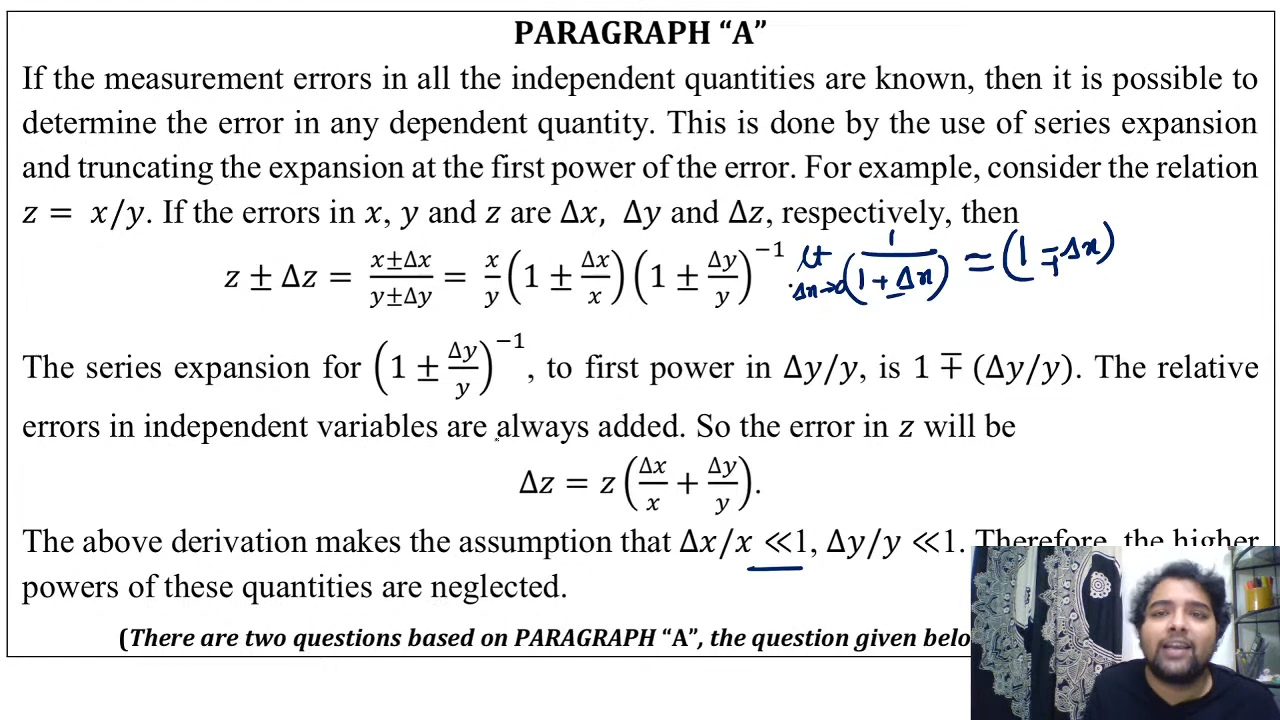 PARAGRAPH “A”
If the measurement errors in all the independent quantities are known, then it is possible to
determine the error in any dependent quantity. This is done by the use of series expansion
and truncating the expansion at the first power of the error. For example, consider the relation
z = x/y. If the errors in x, y and z are Δx, Δy and Δz, respectively, then
z ± Δz = (x±Δx)/(y±Δy) = x/y (1 ± Δx/x) (1 ± Δy/y)⁻¹ lt Δx→0 (1/(1 ± Δx)) = (1 ∓ Δx)
The series expansion for (1 ± Δy/y)⁻¹, to first power in Δy/y, is 1 ∓ (Δy/y). The relative
errors in independent variables are always added. So the error in z will be
Δz = z (Δx/x + Δy/y).
The above derivation makes the assumption that Δx/x ≪1, Δy/y ≪1. Therefore, the higher
powers of these quantities are neglected.
(There are two questions based on PARAGRAPH “A”, the question given belo